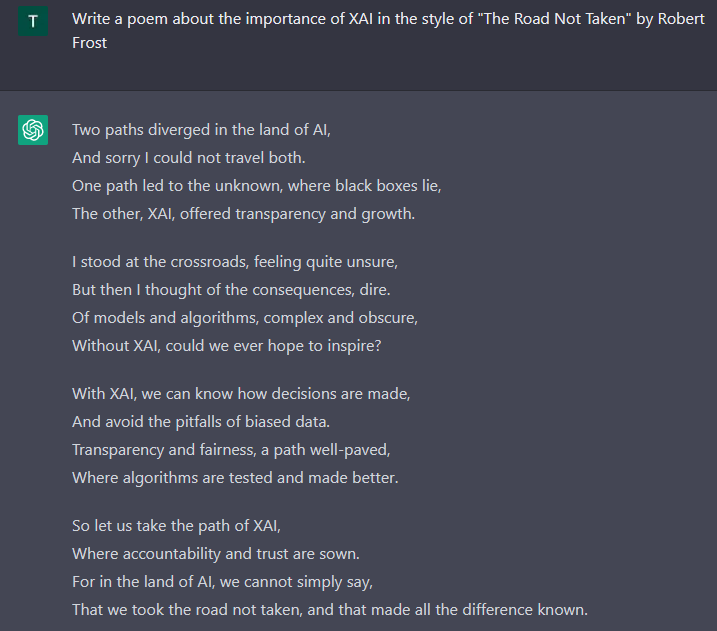 T
Write a poem about the importance of XAI in the style of "The Road Not Taken" by Robert
Frost
Two paths diverged in the land of AI,
And sorry I could not travel both.
One path led to the unknown, where black boxes lie,
The other, XAI, offered transparency and growth.
I stood at the crossroads, feeling quite unsure,
But then I thought of the consequences, dire.
Of models and algorithms, complex and obscure,
Without XAI, could we ever hope to inspire?
With XAI, we can know how decisions are made,
And avoid the pitfalls of biased data.
Transparency and fairness, a path well-paved,
Where algorithms are tested and made better.
So let us take the path of XAI,
Where accountability and trust are sown.
For in the land of AI, we cannot simply say,
That we took the road not taken, and that made all the difference known.